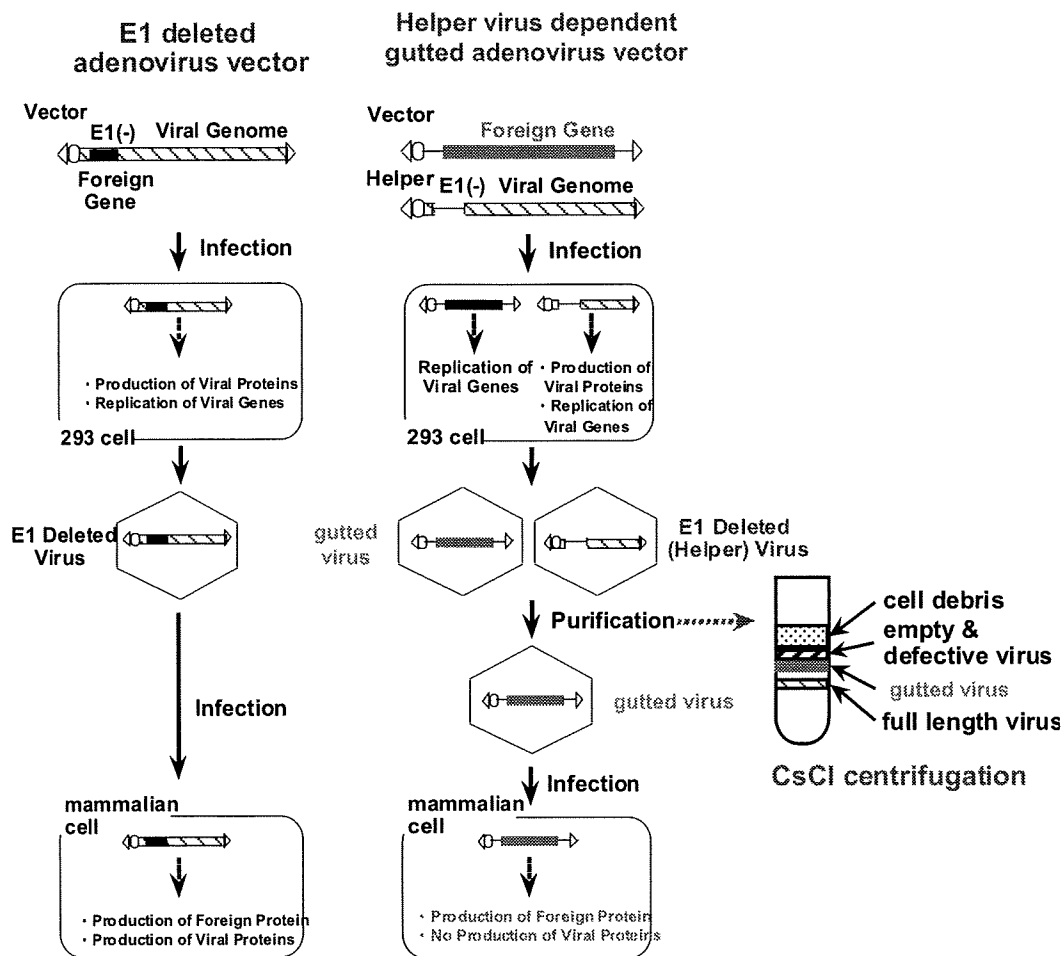 E1 deleted
adenovirus vector
Vector
E1(-) Viral Genome
Foreign
Gene
Infection
· Production of Viral Proteins
· Replication of Viral Genes
293 cell
E1 Deleted
Virus
Infection
mammalian
cell
· Production of Foreign Protein
· Production of Viral Proteins
Helper virus dependent
gutted adenovirus vector
Vector
Foreign Gene
Helper
E1(-) Viral Genome
Infection
Replication of
Viral Genes
· Production of
Viral Proteins
· Replication of
Viral Genes
293 cell
gutted
virus
E1 Deleted
(Helper) Virus
Purification
gutted virus
Infection
mammalian
cell
· Production of Foreign Protein
· No Production of Viral Proteins
cell debris
empty &
defective virus
gutted virus
full length virus
CsCl centrifugation